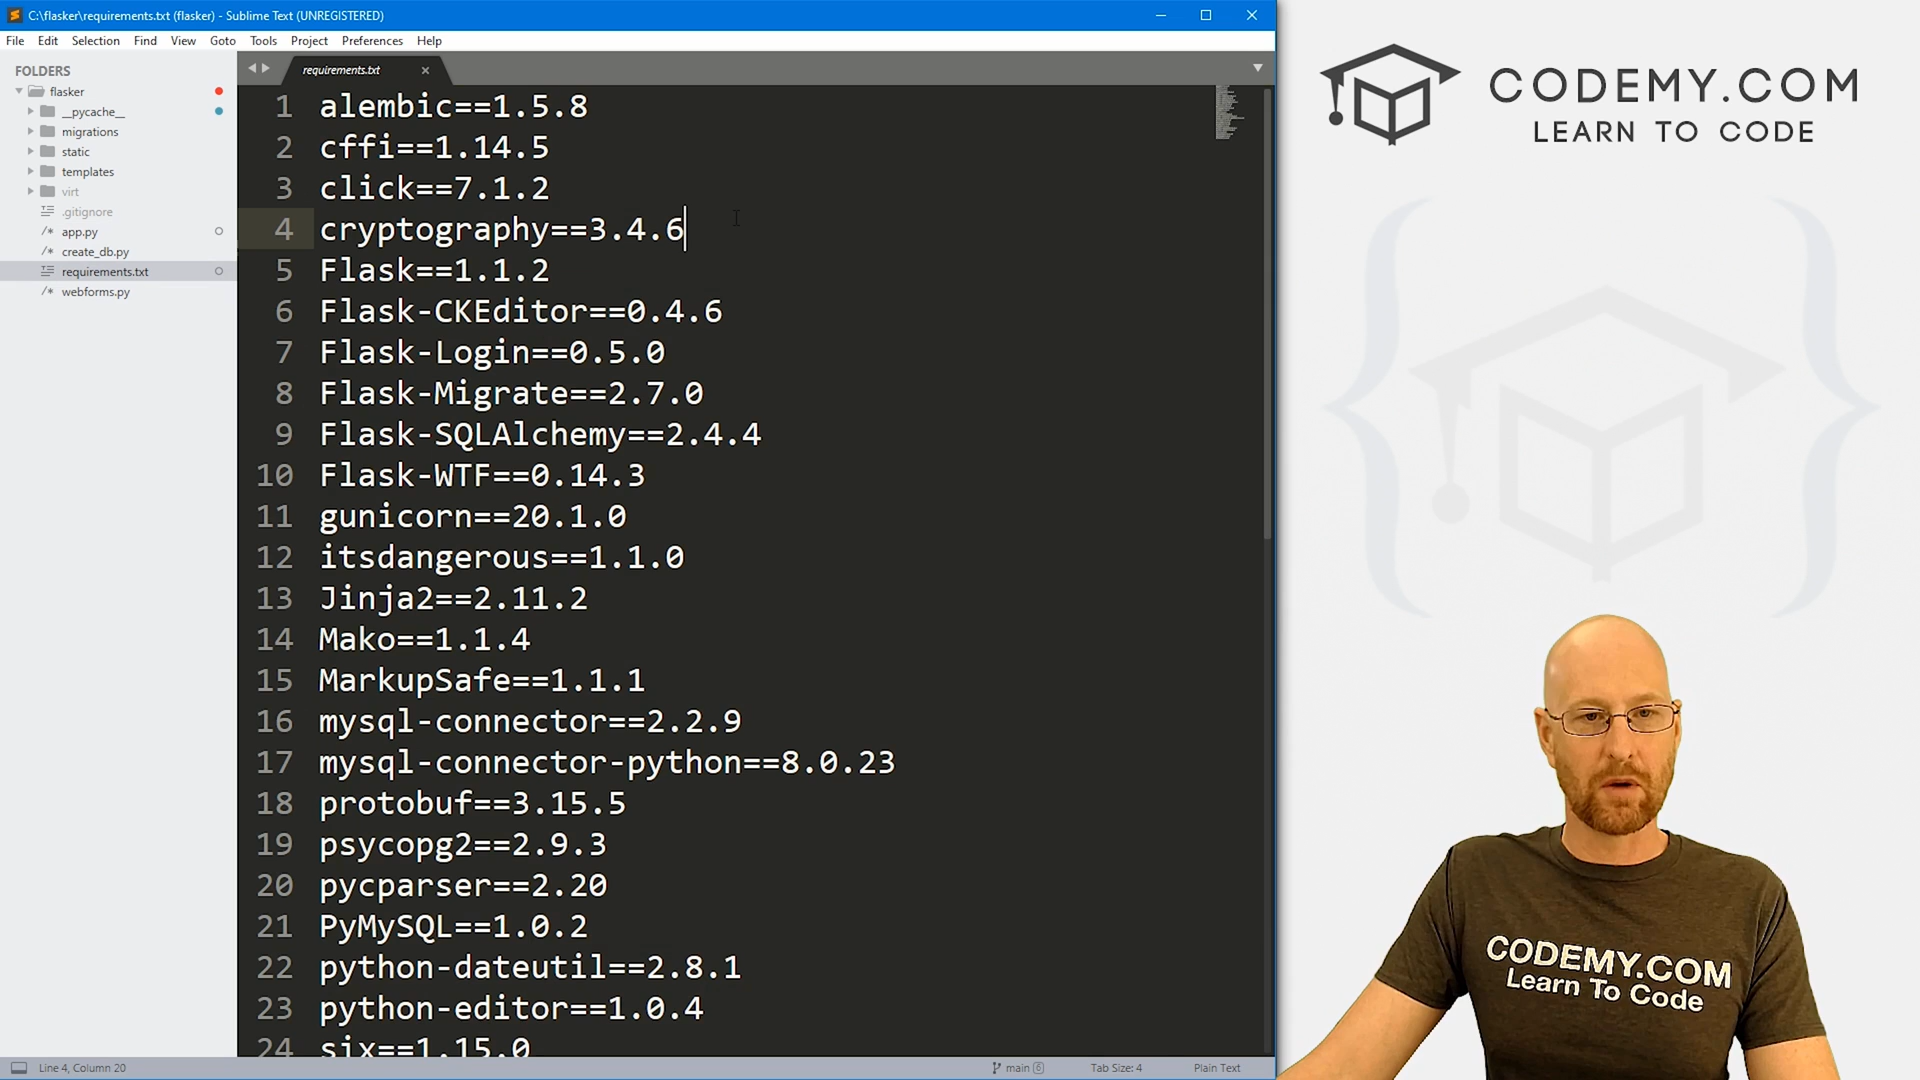 C:\flasker\requirements.txt (flasker) - Sublime Text (UNREGISTERED)
File Edit Selection Find View Goto Tools Project Preferences Help
FOLDERS
flasker
__pycache__
migrations
static
templates
virt
.gitignore
app.py
create_db.py
requirements.txt
webforms.py
requirements.txt
1 alembic==1.5.8
2 cffi==1.14.5
3 click==7.1.2
4 cryptography==3.4.6
5 Flask==1.1.2
6 Flask-CKEditor==0.4.6
7 Flask-Login==0.5.0
8 Flask-Migrate==2.7.0
9 Flask-SQLAlchemy==2.4.4
10 Flask-WTF==0.14.3
11 gunicorn==20.1.0
12 itsdangerous==1.1.0
13 Jinja2==2.11.2
14 Mako==1.1.4
15 MarkupSafe==1.1.1
16 mysql-connector==2.2.9
17 mysql-connector-python==8.0.23
18 protobuf==3.15.5
19 psycopg2==2.9.3
20 pycparser==2.20
21 PyMySQL==1.0.2
22 python-dateutil==2.8.1
23 python-editor==1.0.4
24 six==1.15.0
Line 4, Column 20
main 6
Tab Size: 4
Plain Text
CODEMY.COM
LEARN TO CODE
CODEMY.COM
Learn To Code